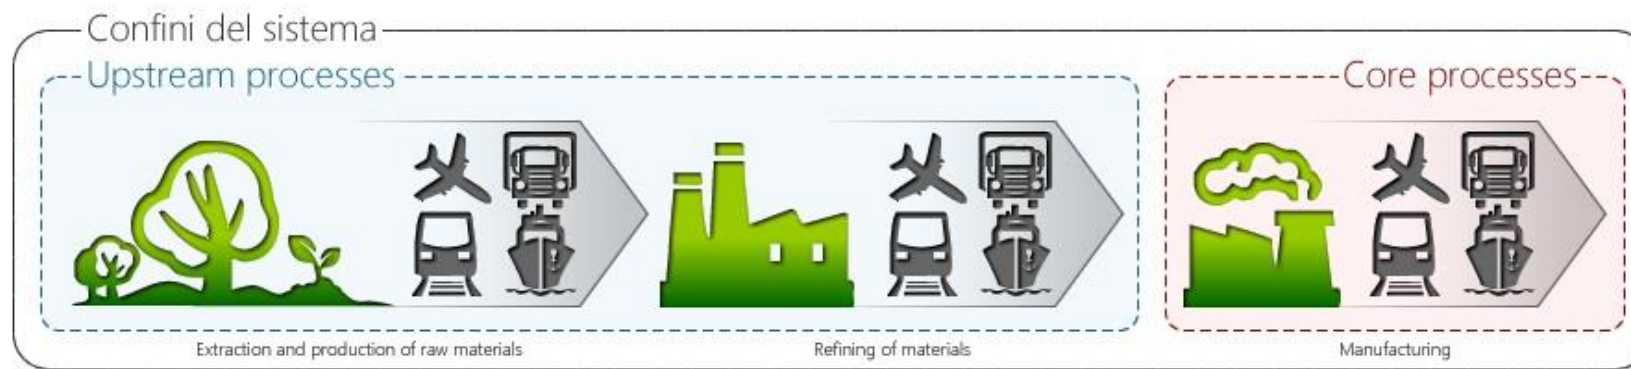 Confini del sistema
Upstream processes
Core processes
Extraction and production of raw materials
Refining of materials
Manufacturing